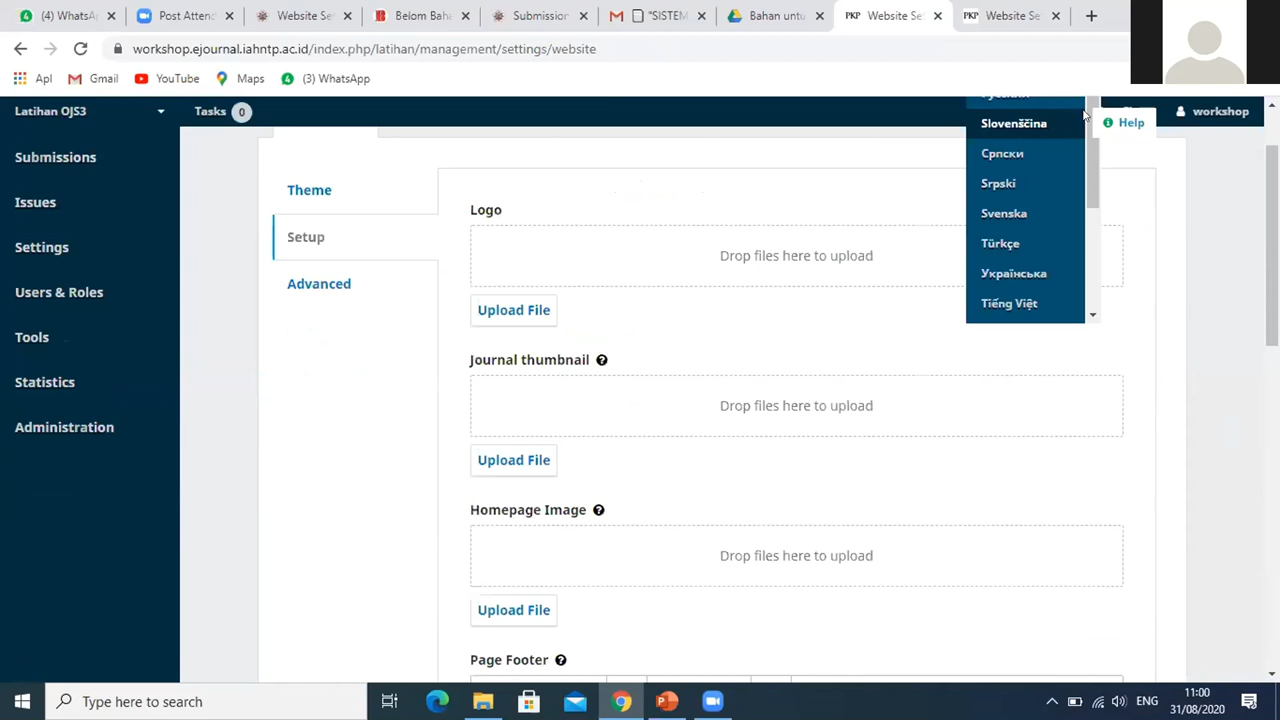 (4) WhatsA
Post Attend
Website Se
Belom Bah
Submission
"SISTEM
Bahan untu
PKP Website Se
PKP Website Se
workshop.ejournal.iahntp.ac.id/index.php/latihan/management/settings/website
Apl
Gmail
YouTube
Maps
(3) WhatsApp
Latihan OJS3
Tasks 0
workshop
Русский
Slovenščina
Српски
Srpski
Svenska
Türkçe
Українська
Tiếng Việt
Help
Submissions
Issues
Settings
Users & Roles
Tools
Statistics
Administration
Theme
Setup
Advanced
Logo
Drop files here to upload
Upload File
Journal thumbnail
Drop files here to upload
Upload File
Homepage Image
Drop files here to upload
Upload File
Page Footer
Type here to search
ENG
11:00
31/08/2020